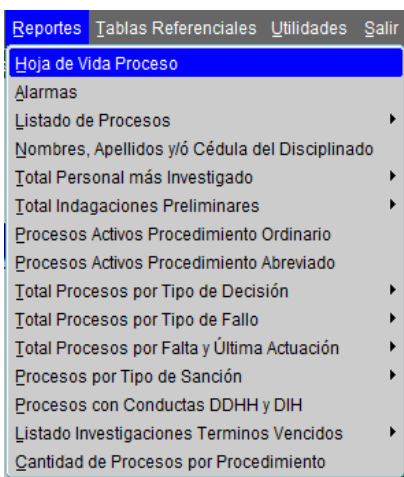 Reportes Tablas Referenciales Utilidades Salir
Hoja de Vida Proceso
Alarmas
Listado de Procesos
Nombres, Apellidos y/ó Cédula del Disciplinado
Total Personal más Investigado
Total Indagaciones Preliminares
Procesos Activos Procedimiento Ordinario
Procesos Activos Procedimiento Abreviado
Total Procesos por Tipo de Decisión
Total Procesos por Tipo de Fallo
Total Procesos por Falta y Última Actuación
Procesos por Tipo de Sanción
Procesos con Conductas DDHH y DIH
Listado Investigaciones Terminos Vencidos
Cantidad de Procesos por Procedimiento